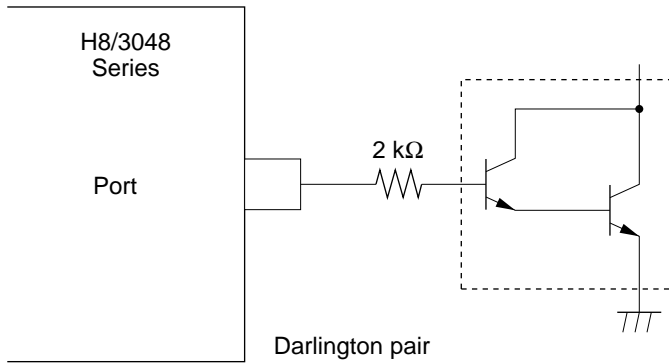 H8/3048
Series
2 kΩ
Port
Darlington pair